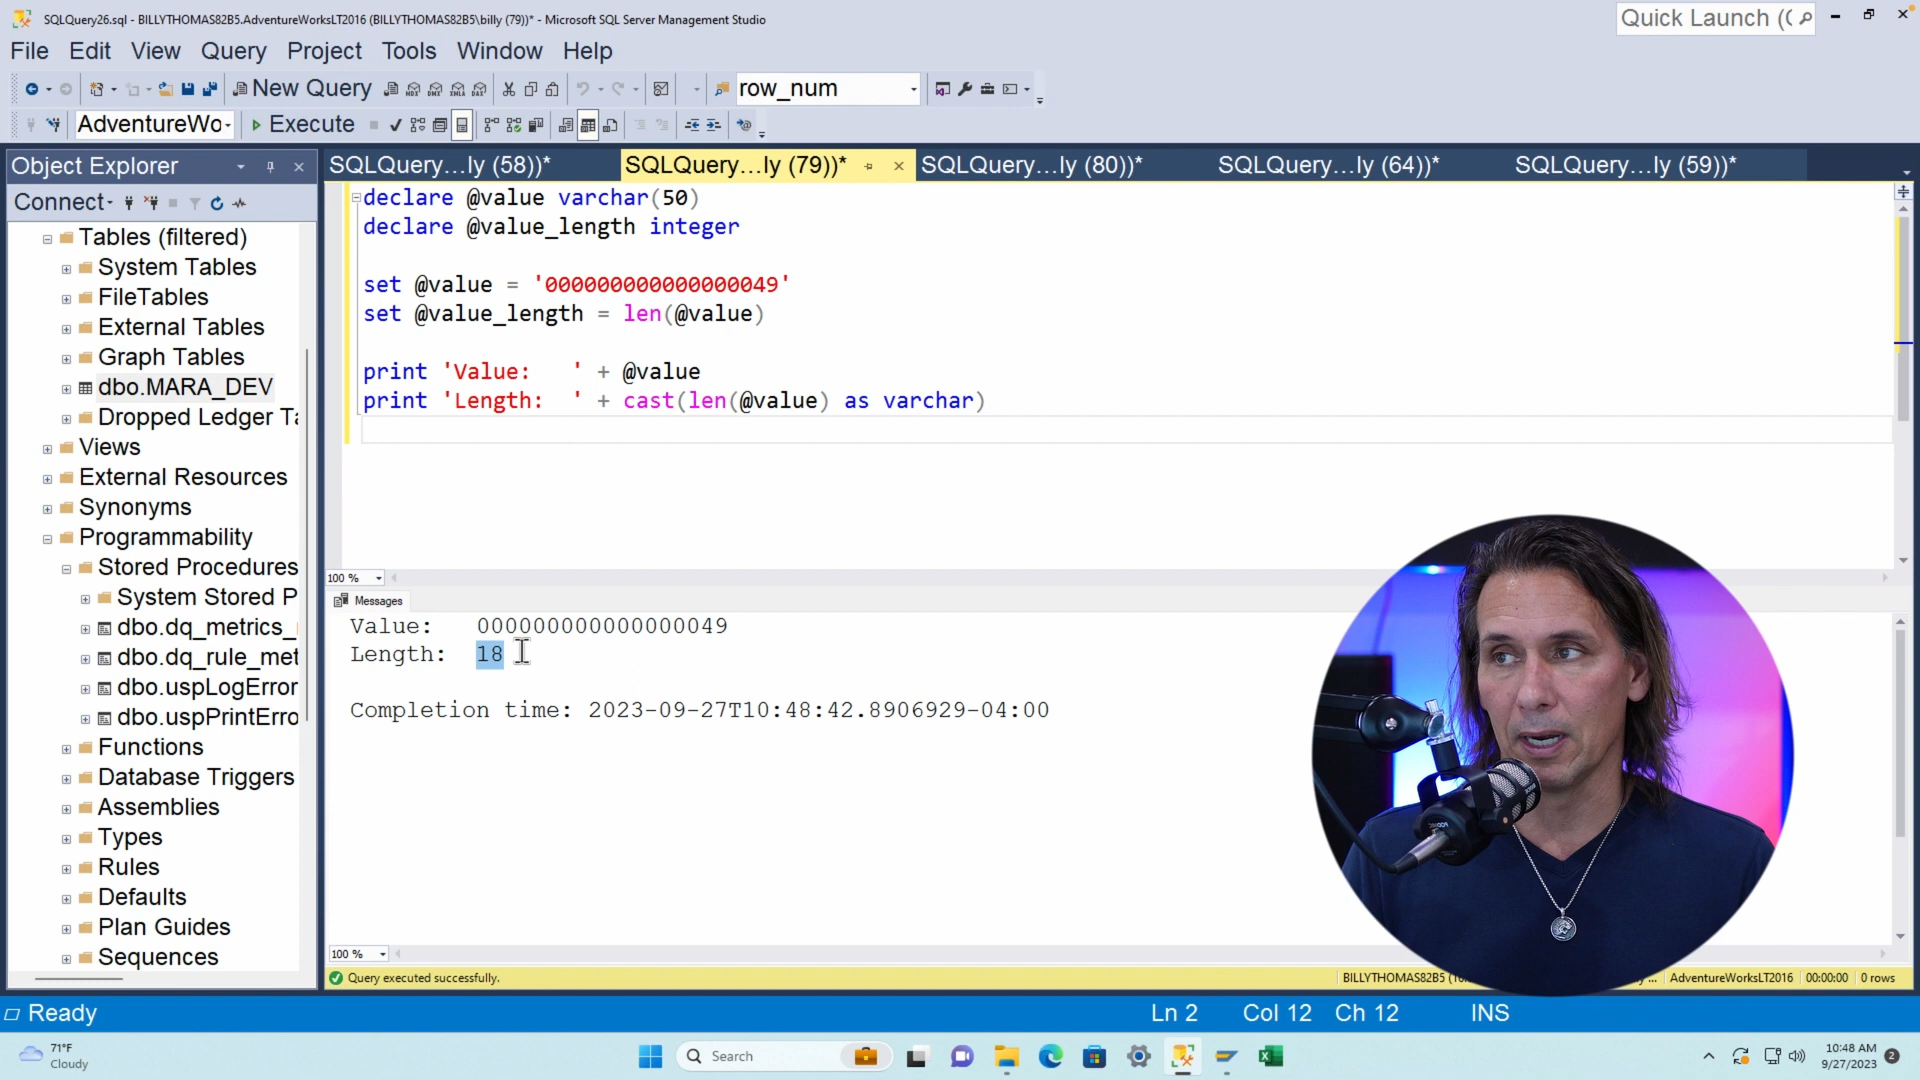 SQLQuery26.sql - BILLYTHOMAS82B5.AdventureWorksLT2016 (BILLYTHOMAS82B5\billy (79))* - Microsoft SQL Server Management Studio
Quick Launch (
File Edit View Query Project Tools Window Help
New Query row_num
AdventureWo Execute
Object Explorer
SQLQuery...ly (58))* SQLQuery...ly (79))* SQLQuery...ly (80))* SQLQuery...ly (64))* SQLQuery...ly (59))*
Connect
Tables (filtered)
System Tables
FileTables
External Tables
Graph Tables
dbo.MARA_DEV
Dropped Ledger Ta
Views
External Resources
Synonyms
Programmability
Stored Procedures
System Stored P
dbo.dq_metrics_
dbo.dq_rule_met
dbo.uspLogError
dbo.uspPrintErro
Functions
Database Triggers
Assemblies
Types
Rules
Defaults
Plan Guides
Sequences
declare @value varchar(50)
declare @value_length integer
set @value = '000000000000000049'
set @value_length = len(@value)
print 'Value:   ' + @value
print 'Length:  ' + cast(len(@value) as varchar)
100 %
Messages
Value:   000000000000000049
Length:  18
Completion time: 2023-09-27T10:48:42.8906929-04:00
100 %
Query executed successfully.
BILLYTHOMAS82B5 AdventureWorksLT2016 00:00:00 0 rows
Ready
Ln 2 Col 12 Ch 12 INS
71°F
Cloudy
Search
10:48 AM
9/27/2023
2